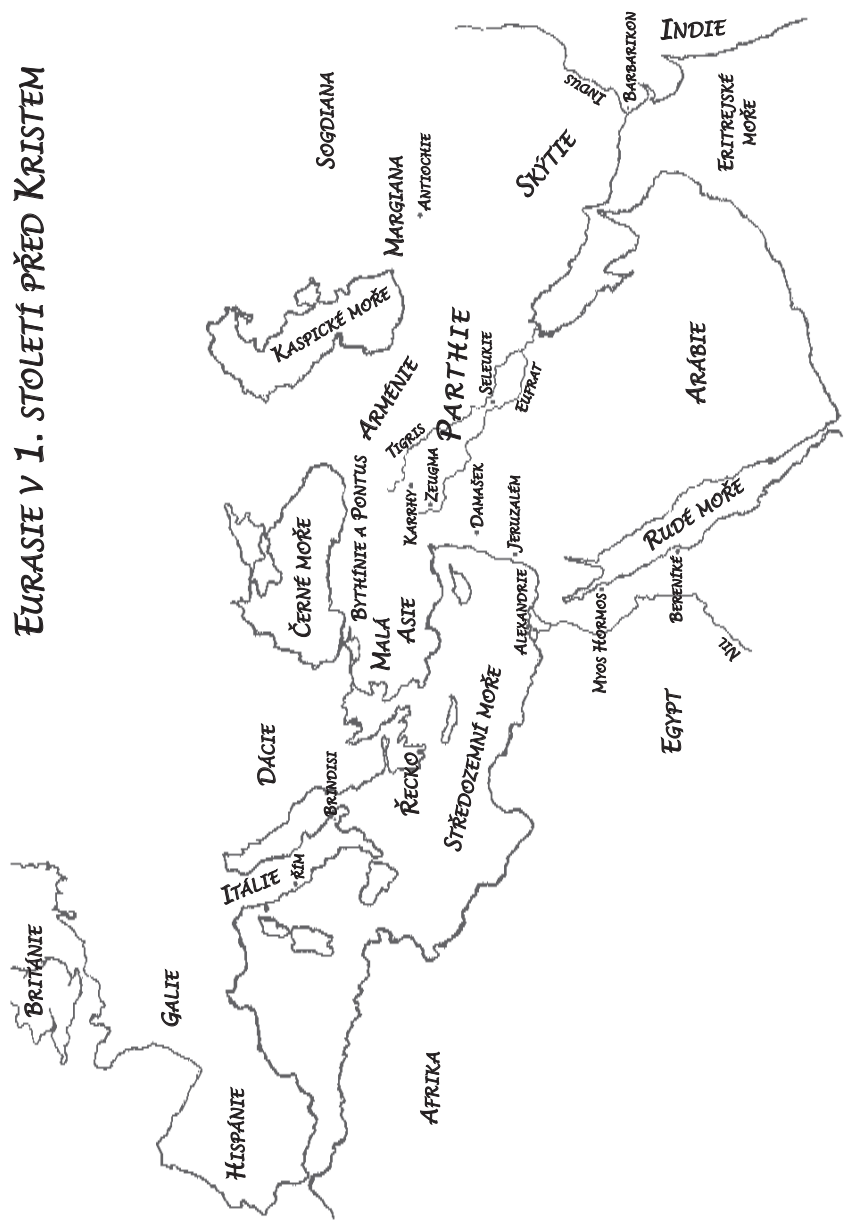 EURASIE V 1. STOLETÍ PŘED KRISTEM
BRITÁNIE
GALIE
HISPÁNIE
ITÁLIE
ŘÍM
BRINDISI
DÁCIE
ŘECKO
STŘEDOZEMNÍ MOŘE
AFRIKA
ČERNÉ MOŘE
BYTHÍNIE A PONTUS
MALÁ
ASIE
KASPICKÉ MOŘE
ARMÉNIE
TIGRIS
KARRHY
ZEUGMA
PARTHIE
SELEUKIE
EUFRAT
DAMAŠEK
JERUZALÉM
ALEXANDRIE
MYOS HORMOS
BERENIKÉ
NIL
EGYPT
RUDÉ MOŘE
ARÁBIE
SOGDIANA
MARGIANA
ANTIOCHIE
SKÝTIE
INDUS
BARBARIKON
INDIE
ERITREJSKÉ
MOŘE